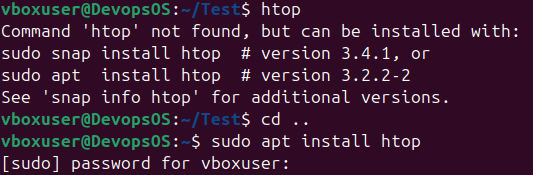 vboxuser@DevopsOS:~/Test$ htop
Command 'htop' not found, but can be installed with:
sudo snap install htop  # version 3.4.1, or
sudo apt  install htop  # version 3.2.2-2
See 'snap info htop' for additional versions.
vboxuser@DevopsOS:~/Test$ cd ..
vboxuser@DevopsOS:~$ sudo apt install htop
[sudo] password for vboxuser: